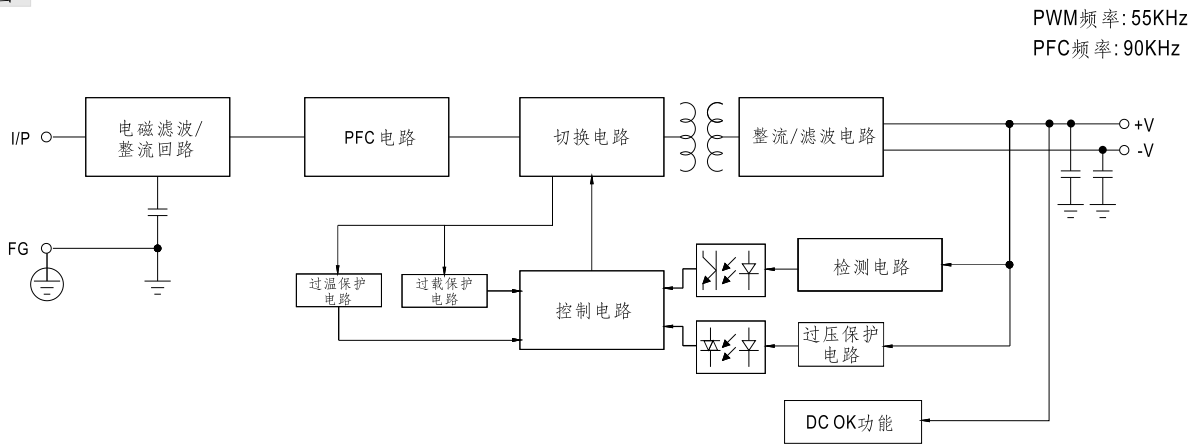 PWM频率: 55KHz
PFC频率: 90KHz
I/P
电磁滤波/
整流回路
PFC 电路
切换电路
整流/滤波电路
+V
-V
FG
过温保护
电路
过载保护
电路
控制电路
检测电路
过压保护
电路
DC OK功能